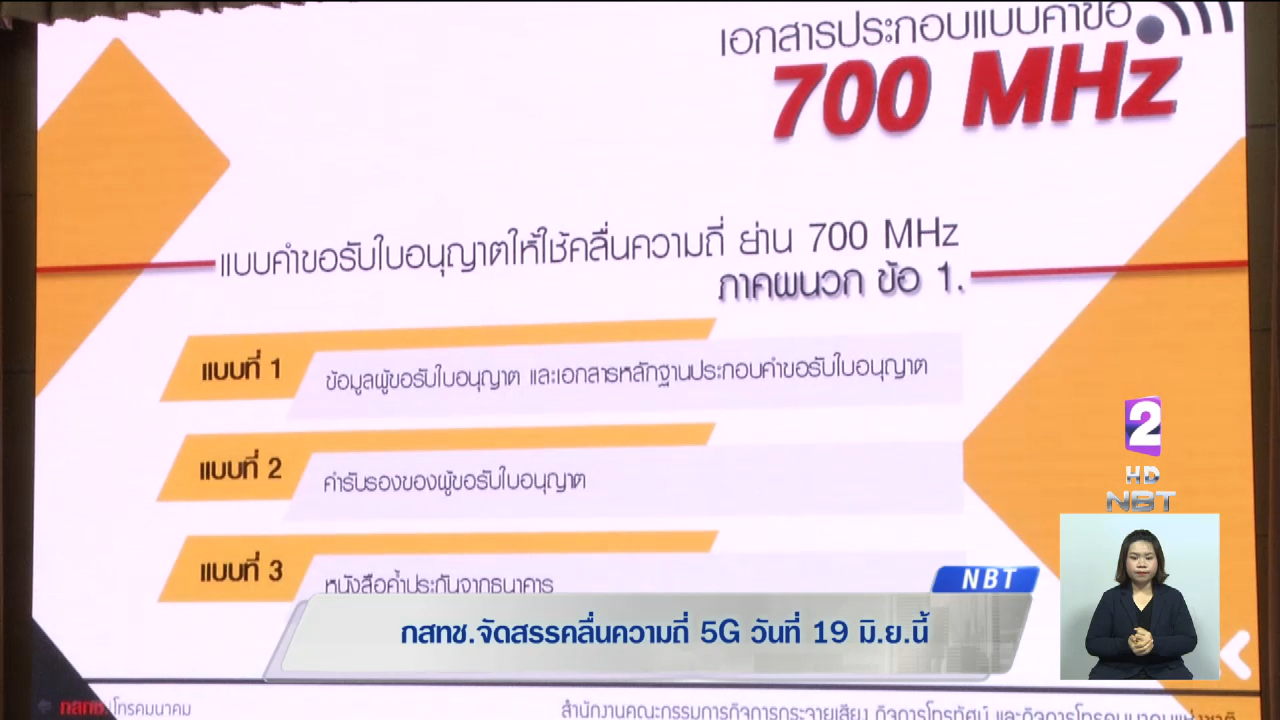 เอกสารประกอบแบบคำขอ
700 MHz
แบบคำขอรับใบอนุญาตให้ใช้คลื่นความถี่ ย่าน 700 MHz
ภาคผนวก ข้อ 1.
แบบที่ 1
ข้อมูลผู้ขอรับใบอนุญาต และเอกสารหลักฐานประกอบคำขอรับใบอนุญาต
แบบที่ 2
คำรับรองของผู้ขอรับใบอนุญาต
แบบที่ 3
หนังสือค้ำประกันจากธนาคาร
2
HD
NBT
NBT
กสทช.จัดสรรคลื่นความถี่ 5G วันที่ 19 มิ.ย.นี้
กสทช.โทรคมนาคม
สำนักงานคณะกรรมการกิจการกระจายเสียง กิจการโทรทัศน์ และกิจการโทรคมนาคมแห่งชาติ